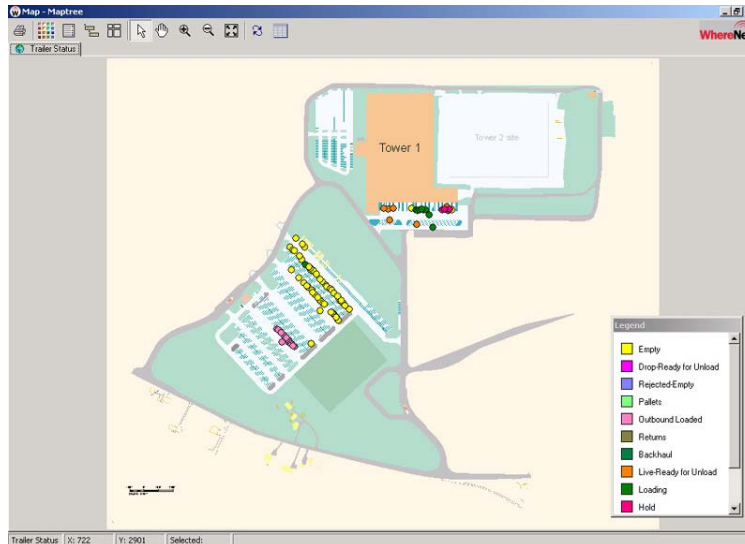 Map - Maptree
WhereNe
Trailer Status
Tower 1
Tower 2 site
Legend
Empty
Drop-Ready for Unload
Rejected-Empty
Pallets
Outbound Loaded
Returns
Backhaul
Live-Ready for Unload
Loading
Hold
Trailer Status X: 722 Y: 2901 Selected: